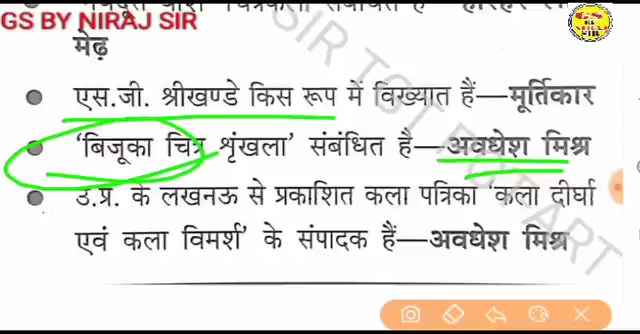 GS BY NIRAJ SIR
मेढ़
एस.जी. श्रीखण्डे किस रूप में विख्यात हैं—मूर्तिकार
'बिजूका चित्र शृंखला' संबंधित है—अवधेश मिश्र
उ.प्र. के लखनऊ से प्रकाशित कला पत्रिका 'कला दीर्घा
एवं कला विमर्श' के संपादक हैं—अवधेश मिश्र